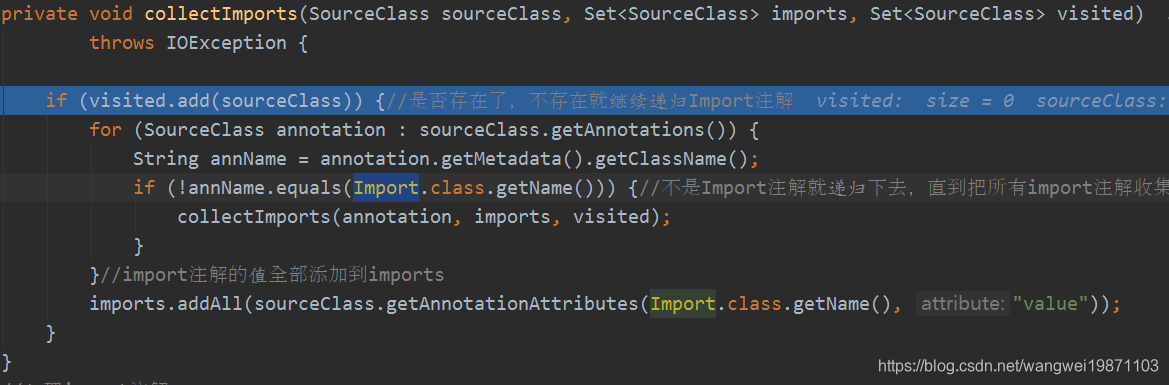 private void collectImports(SourceClass sourceClass, Set<SourceClass> imports, Set<SourceClass> visited)
throws IOException {
if (visited.add(sourceClass)) {//是否存在了，不存在就继续递归Import注解 visited: size = 0 sourceClass:
for (SourceClass annotation : sourceClass.getAnnotations()) {
String annName = annotation.getMetadata().getClassName();
if (!annName.equals(Import.class.getName())) {//不是Import注解就递归下去，直到把所有import注解收集
collectImports(annotation, imports, visited);
}
}//import注解的值全部添加到imports
imports.addAll(sourceClass.getAnnotationAttributes(Import.class.getName(), attribute: "value"));
}
}
https://blog.csdn.net/wangwei19871103